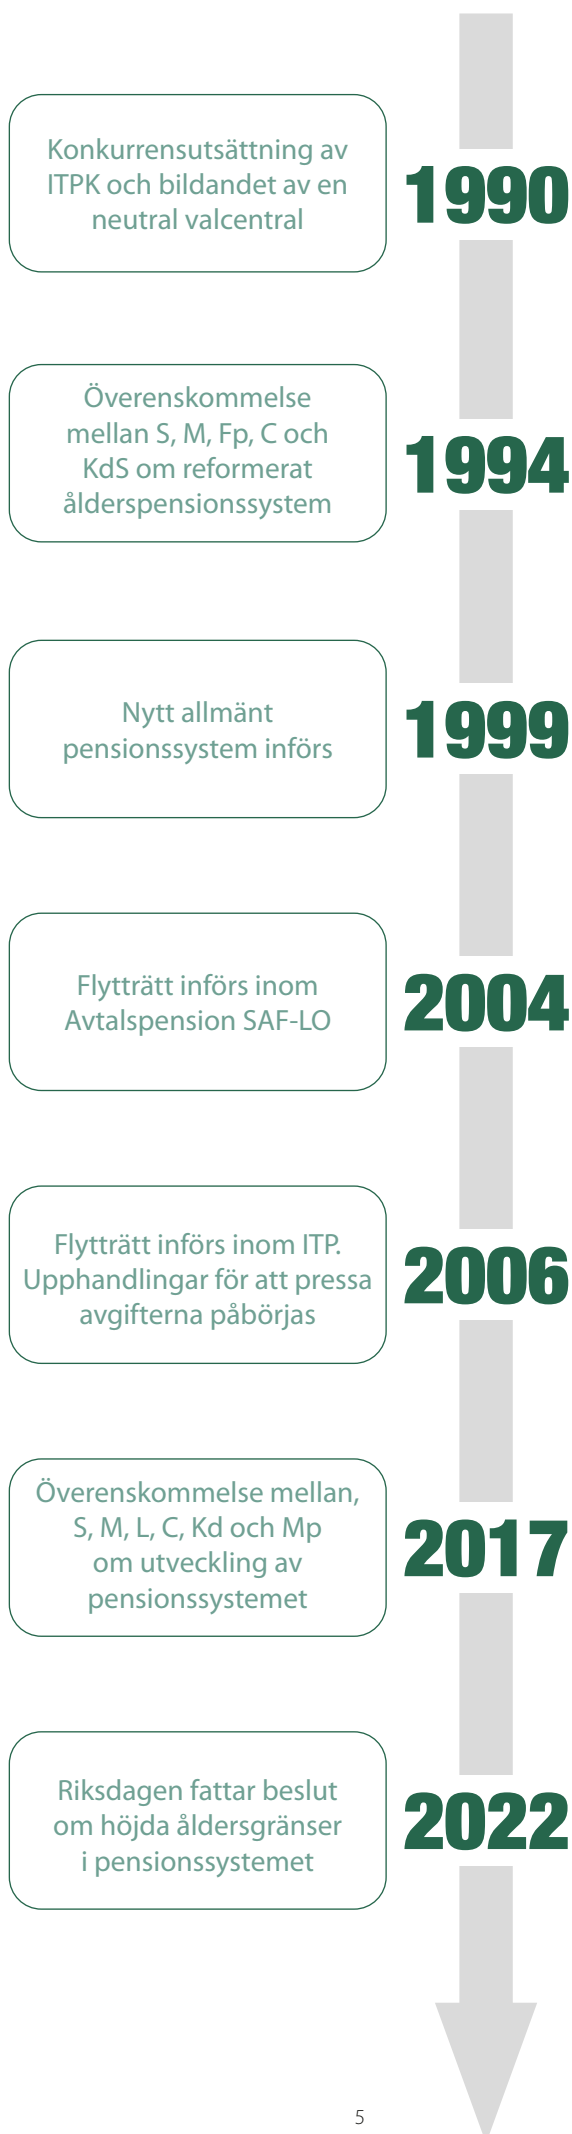 Konkurrensutsättning av
ITPK och bildandet av en
neutral valcentral
1990
Överenskommelse
mellan S, M, Fp, C och
KdS om reformerat
ålderspensionssystem
1994
Nytt allmänt
pensionssystem införs
1999
Flytträtt införs inom
Avtalspension SAF-LO
2004
Flytträtt införs inom ITP.
Upphandlingar för att pressa
avgifterna påbörjas
2006
Överenskommelse mellan,
S, M, L, C, Kd och Mp
om utveckling av
pensionssystemet
2017
Riksdagen fattar beslut
om höjda åldersgränser
i pensionssystemet
2022
5